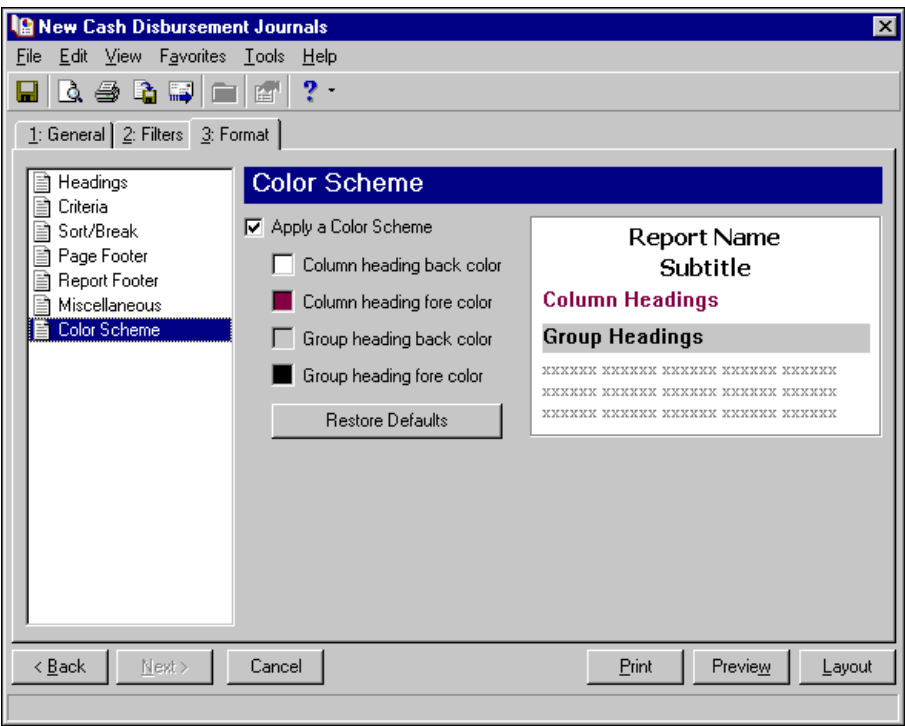 New Cash Disbursement Journals
File Edit View Favorites Tools Help
1: General 2: Filters 3: Format
Headings
Criteria
Sort/Break
Page Footer
Report Footer
Miscellaneous
Color Scheme
Color Scheme
Apply a Color Scheme
Column heading back color
Column heading fore color
Group heading back color
Group heading fore color
Restore Defaults
Report Name
Subtitle
Column Headings
Group Headings
xxxxxx xxxxxx xxxxxx xxxxxx xxxxxx
xxxxxx xxxxxx xxxxxx xxxxxx xxxxxx
xxxxxx xxxxxx xxxxxx xxxxxx xxxxxx
< Back Next > Cancel Print Preview Layout